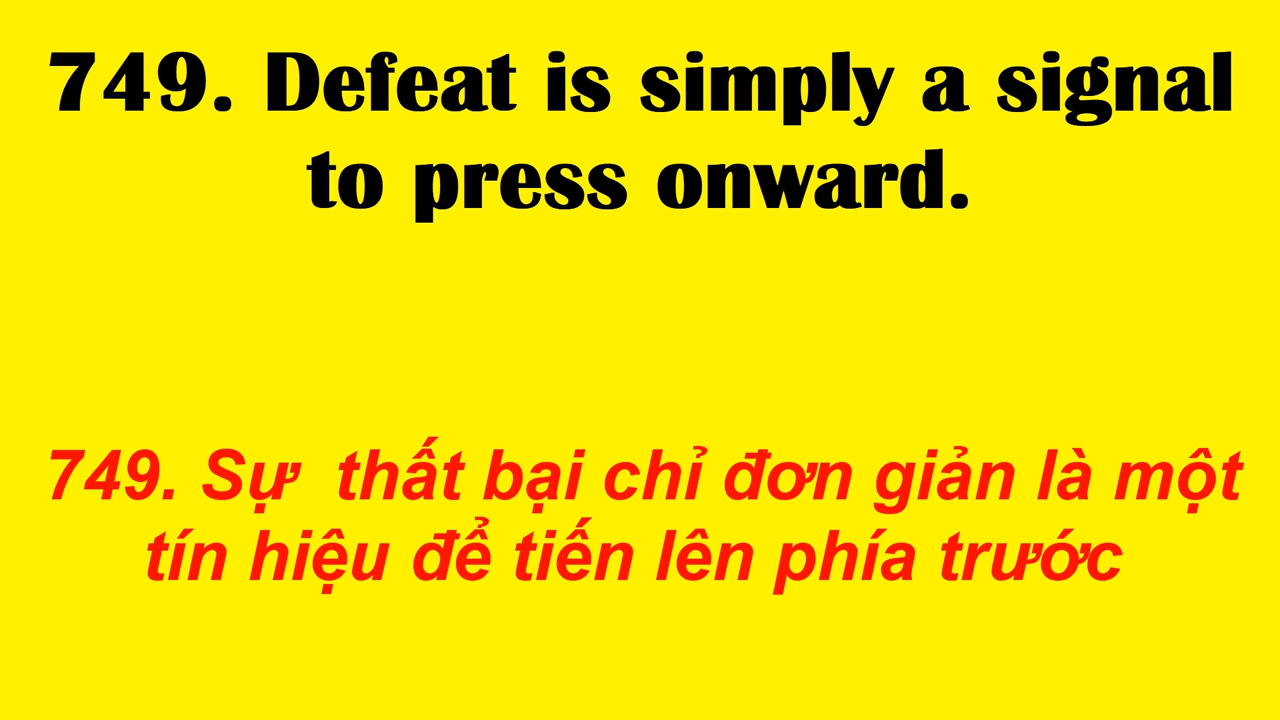 749. Defeat is simply a signal
to press onward.
749. Sự  thất bại chỉ đơn giản là một
tín hiệu để tiến lên phía trước